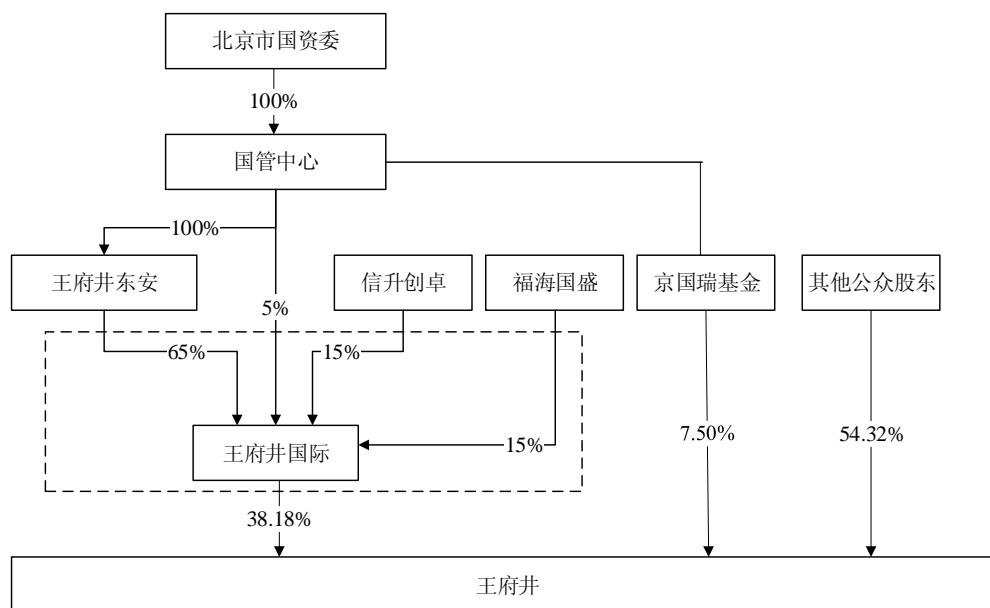 北京市国资委
100%
国管中心
100%
王府井东安
信升创卓
福海国盛
京国瑞基金
其他公众股东
5%
65%
15%
15%
7.50%
54.32%
王府井国际
38.18%
王府井